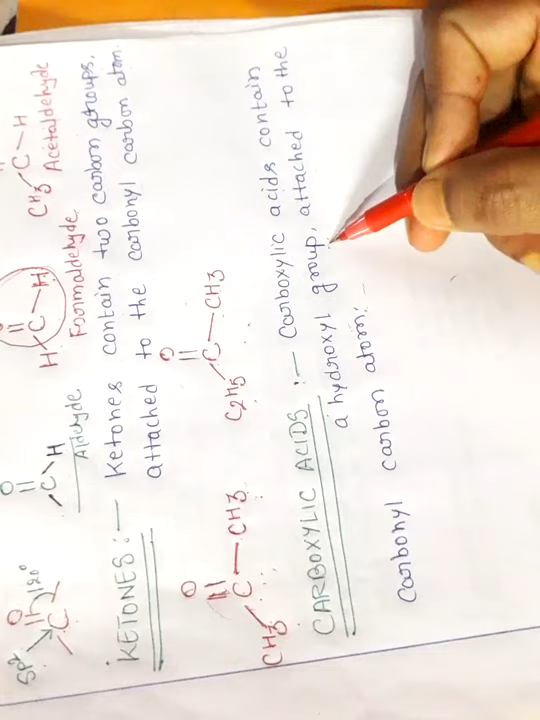 Sp2 O 120° C
O C H
Aldehyde
O H C H
Formaldehyde
CH3 C H
Acetaldehyde
KETONES:— Ketones contain two carbon groups,
attached to the carbonyl carbon atom.
O
CH3 C CH3
O
C2H5 C CH3
CARBOXYLIC ACIDS:— Carboxylic acids contain
a hydroxyl group, attached to the
Carbonyl carbon atom:-